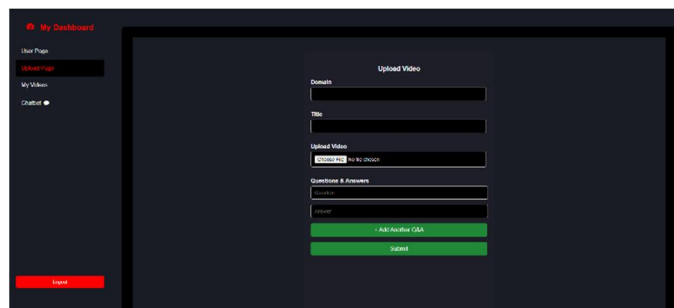 My Dashboard
User Page
Upload Page
My Videos
Chatbot
Logout
Upload Video
Domain
Title
Upload Video
Choose File No file chosen
Questions & Answers
Question
Answer
+ Add Another Q&A
Submit